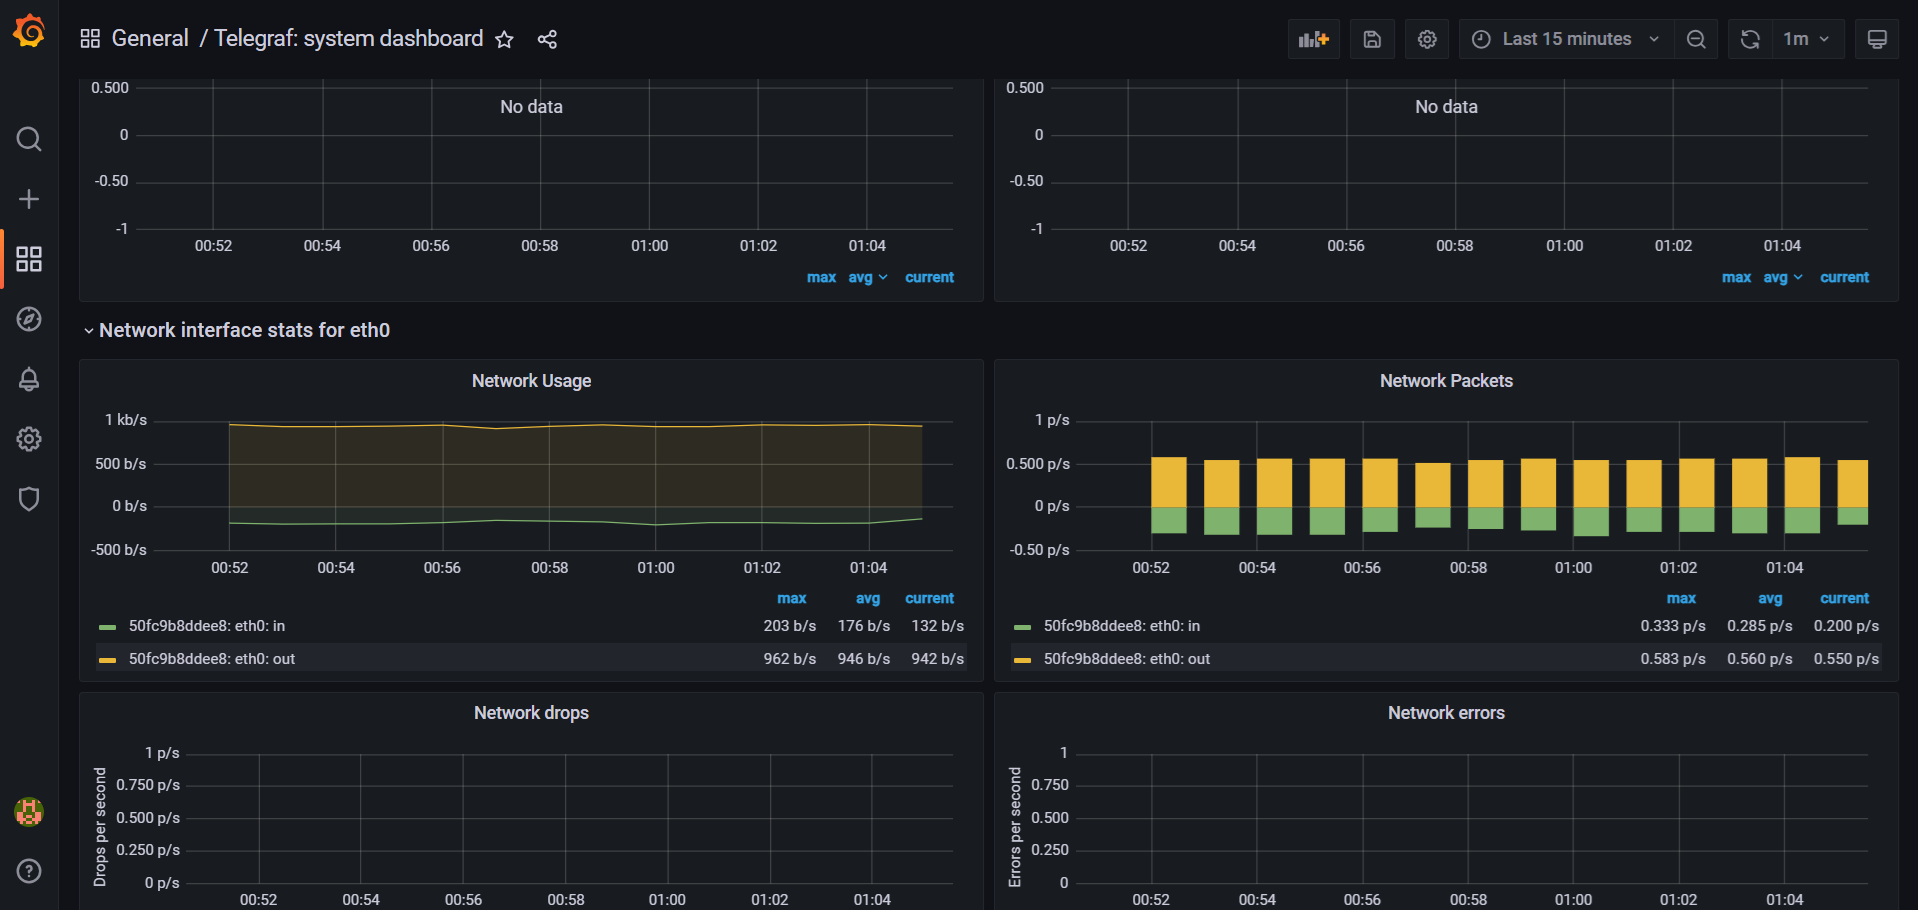 General / Telegraf: system dashboard
Last 15 minutes
1m
0.500
0
-0.50
-1
No data
00:52 00:54 00:56 00:58 01:00 01:02 01:04
max avg current
0.500
0
-0.50
-1
No data
00:52 00:54 00:56 00:58 01:00 01:02 01:04
max avg current
Network interface stats for eth0
Network Usage
1 kb/s
500 b/s
0 b/s
-500 b/s
00:52 00:54 00:56 00:58 01:00 01:02 01:04
max avg current
50fc9b8ddee8: eth0: in 203 b/s 176 b/s 132 b/s
50fc9b8ddee8: eth0: out 962 b/s 946 b/s 942 b/s
Network Packets
1 p/s
0.500 p/s
0 p/s
-0.50 p/s
00:52 00:54 00:56 00:58 01:00 01:02 01:04
max avg current
50fc9b8ddee8: eth0: in 0.333 p/s 0.285 p/s 0.200 p/s
50fc9b8ddee8: eth0: out 0.583 p/s 0.560 p/s 0.550 p/s
Network drops
Drops per second
1 p/s
0.750 p/s
0.500 p/s
0.250 p/s
0 p/s
00:52 00:54 00:56 00:58 01:00 01:02 01:04
Network errors
Errors per second
1
0.750
0.500
0.250
0
00:52 00:54 00:56 00:58 01:00 01:02 01:04